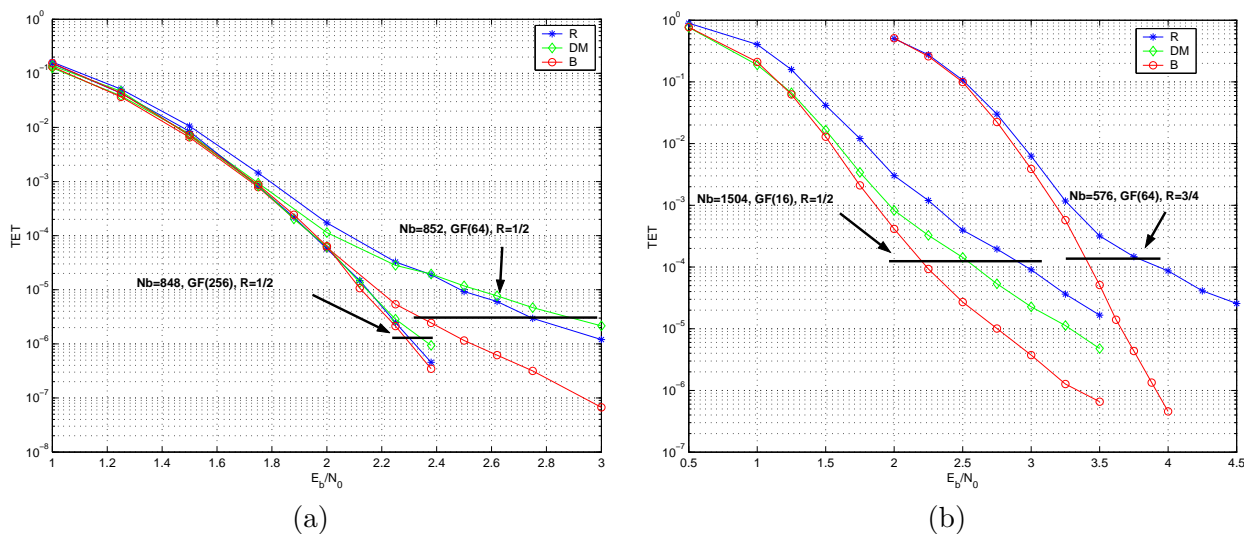 10^0
10^-1
10^-2
10^-3
10^-4
10^-5
10^-6
10^-7
10^-8
TET
R
DM
B
Nb=852, GF(64), R=1/2
Nb=848, GF(256), R=1/2
1 1.2 1.4 1.6 1.8 2 2.2 2.4 2.6 2.8 3
E_b/N_0
(a)
10^0
10^-1
10^-2
10^-3
10^-4
10^-5
10^-6
10^-7
TET
R
DM
B
Nb=1504, GF(16), R=1/2
Nb=576, GF(64), R=3/4
0.5 1 1.5 2 2.5 3 3.5 4 4.5
E_b/N_0
(b)